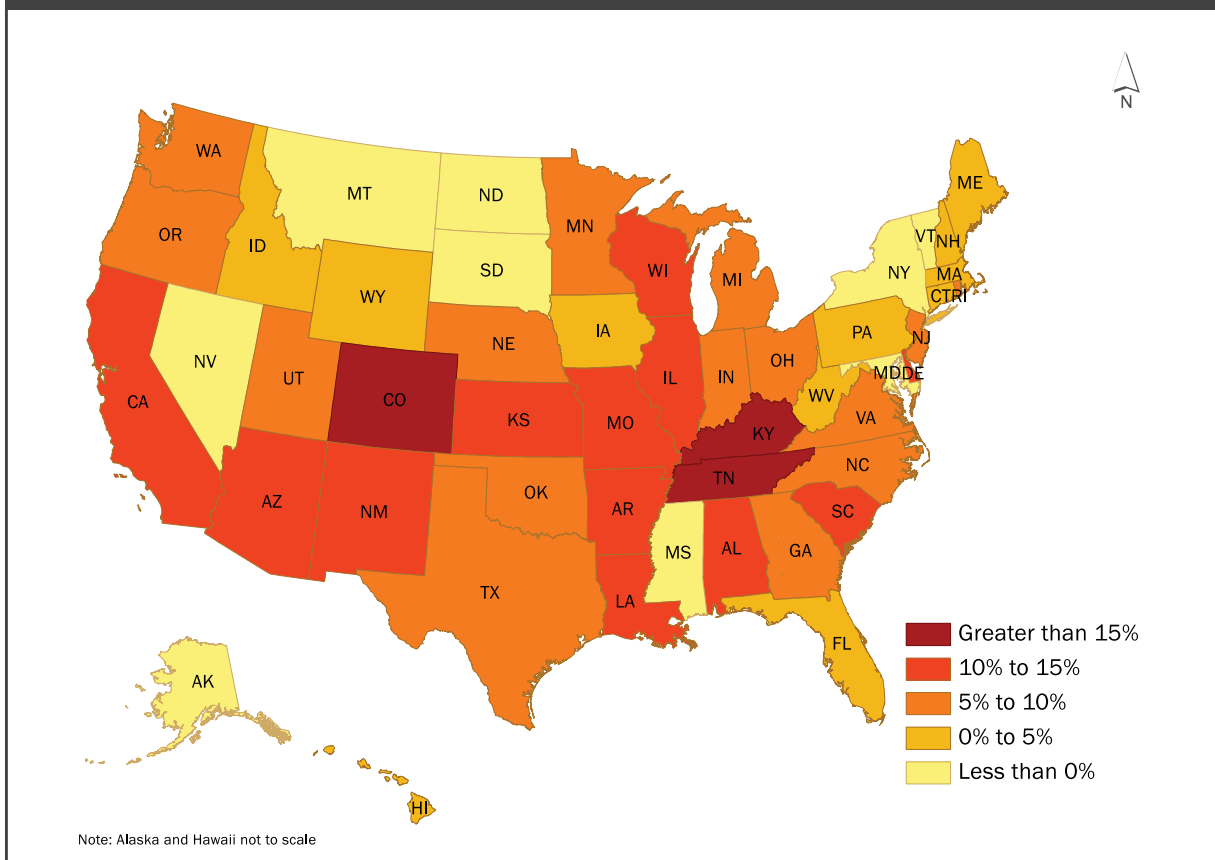 N
WA
MT
ND
MN
ME
OR
ID
SD
WI
MI
VT
NH
NY
MA
CT
RI
WY
IA
PA
NE
NJ
NV
UT
CO
IL
IN
OH
MD
DE
WV
VA
CA
KS
MO
KY
NC
TN
AZ
NM
OK
AR
SC
MS
AL
GA
TX
LA
FL
AK
HI
Greater than 15%
10% to 15%
5% to 10%
0% to 5%
Less than 0%
Note: Alaska and Hawaii not to scale